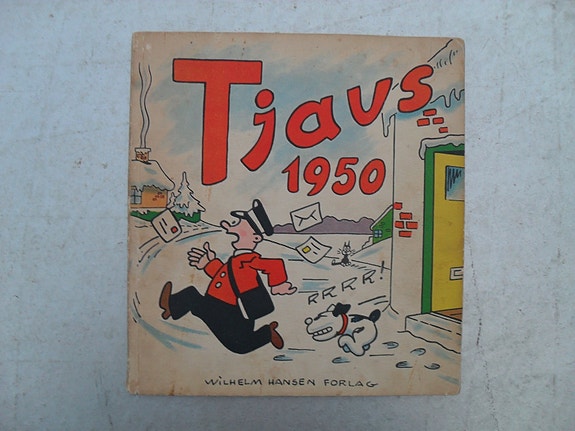 Tjavs
1950
RRRR!
WILHELM HANSEN FORLAG